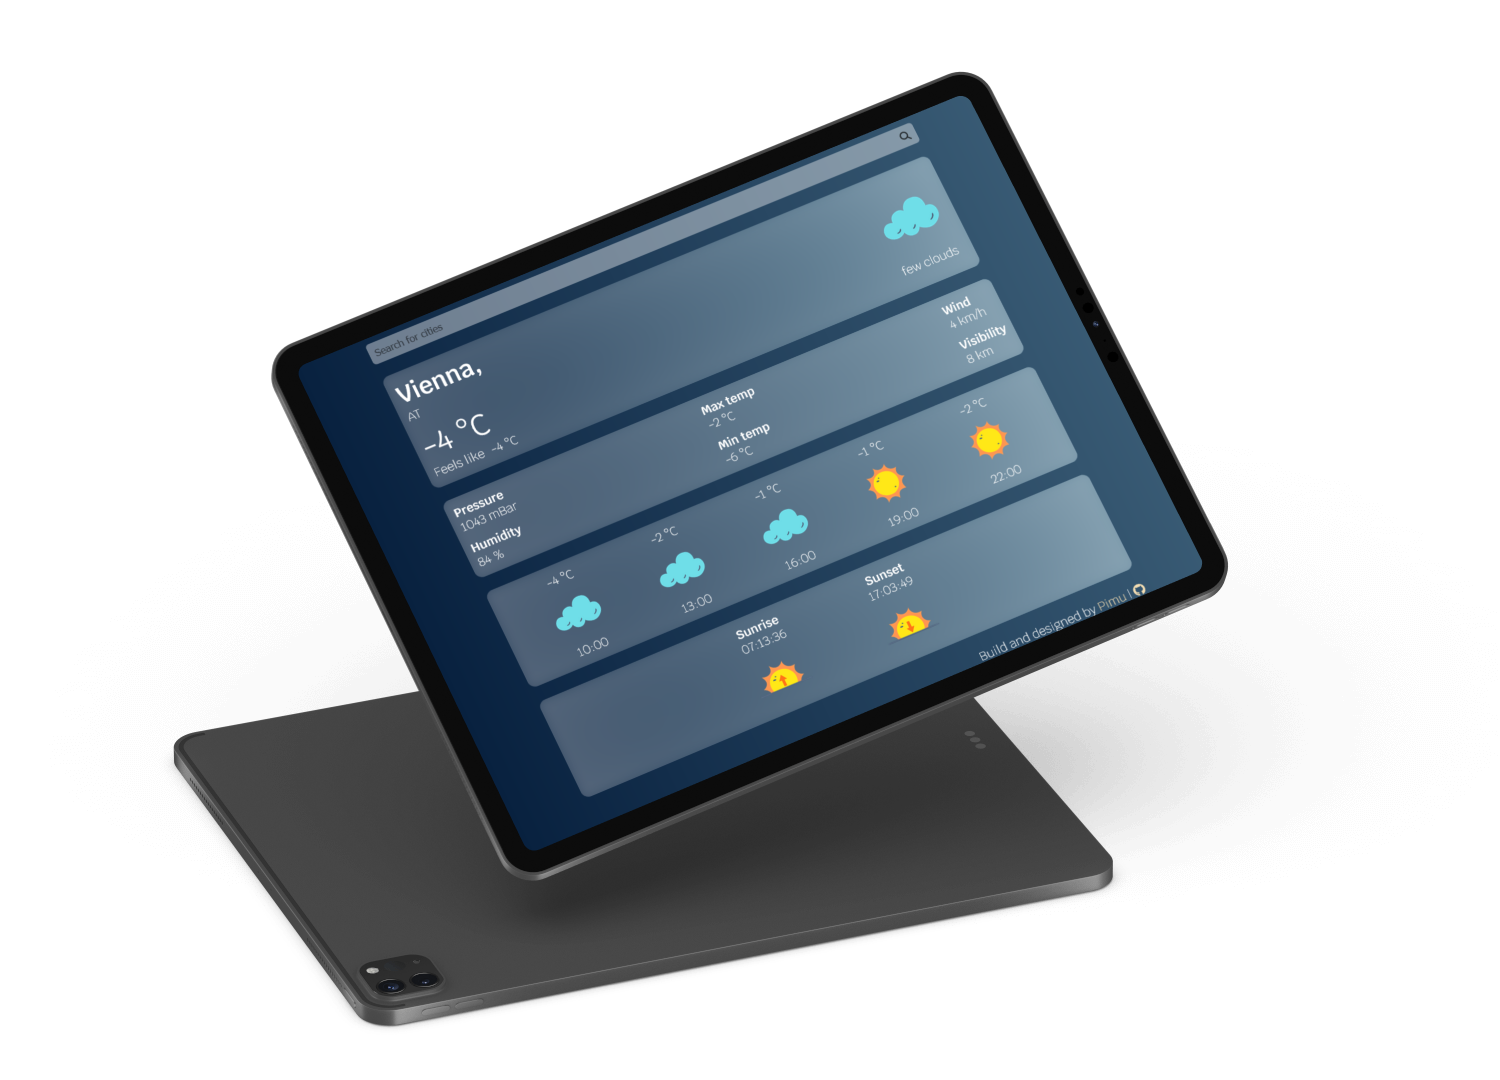 Search for cities
Vienna,
AT
-4 °C
Feels like -4 °C
few clouds
Pressure
1043 mBar
Humidity
84 %
Max temp
-2 °C
Min temp
-6 °C
Wind
4 km/h
Visibility
8 km
-4 °C
10:00
-2 °C
13:00
-1 °C
16:00
-1 °C
19:00
-2 °C
22:00
Sunrise
07:13:36
Sunset
17:03:49
Build and designed by Pimu |